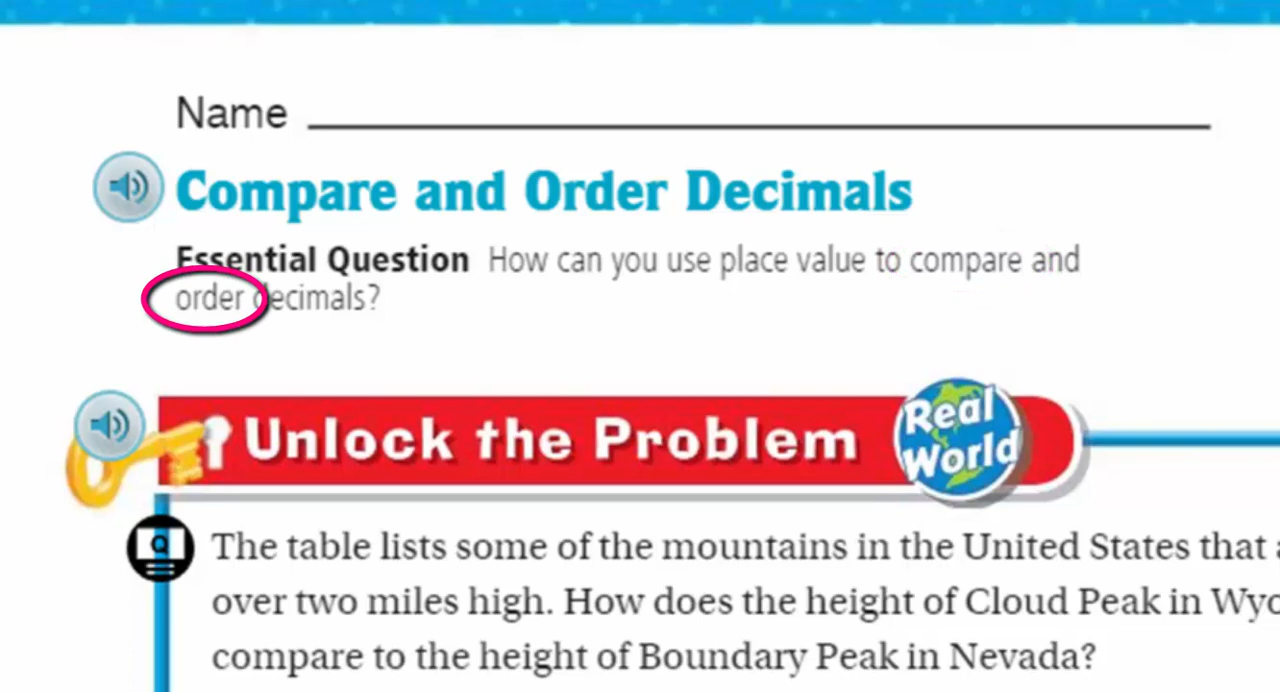 Name
Compare and Order Decimals
Essential Question How can you use place value to compare and
order decimals?
Unlock the Problem
Real
World
Q
The table lists some of the mountains in the United States that
over two miles high. How does the height of Cloud Peak in
compare to the height of Boundary Peak in Nevada?